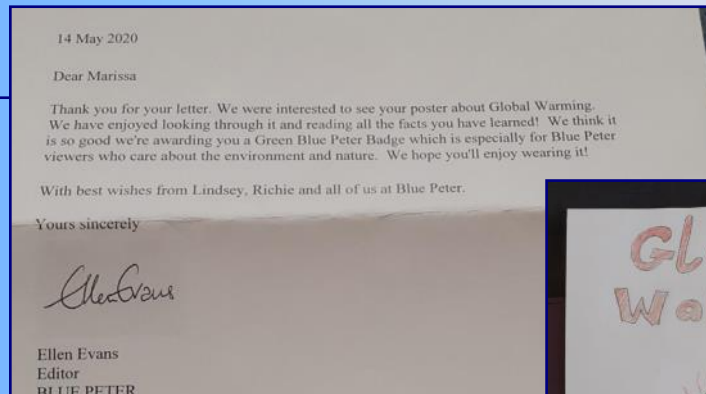 14 May 2020
Dear Marissa
Thank you for your letter. We were interested to see your poster about Global Warming.
We have enjoyed looking through it and reading all the facts you have learned! We think it
is so good we're awarding you a Green Blue Peter Badge which is especially for Blue Peter
viewers who care about the environment and nature. We hope you'll enjoy wearing it!
With best wishes from Lindsey, Richie and all of us at Blue Peter.
Yours sincerely
Ellen Evans
Ellen Evans
Editor
BLUE PETER
Gl
Wa